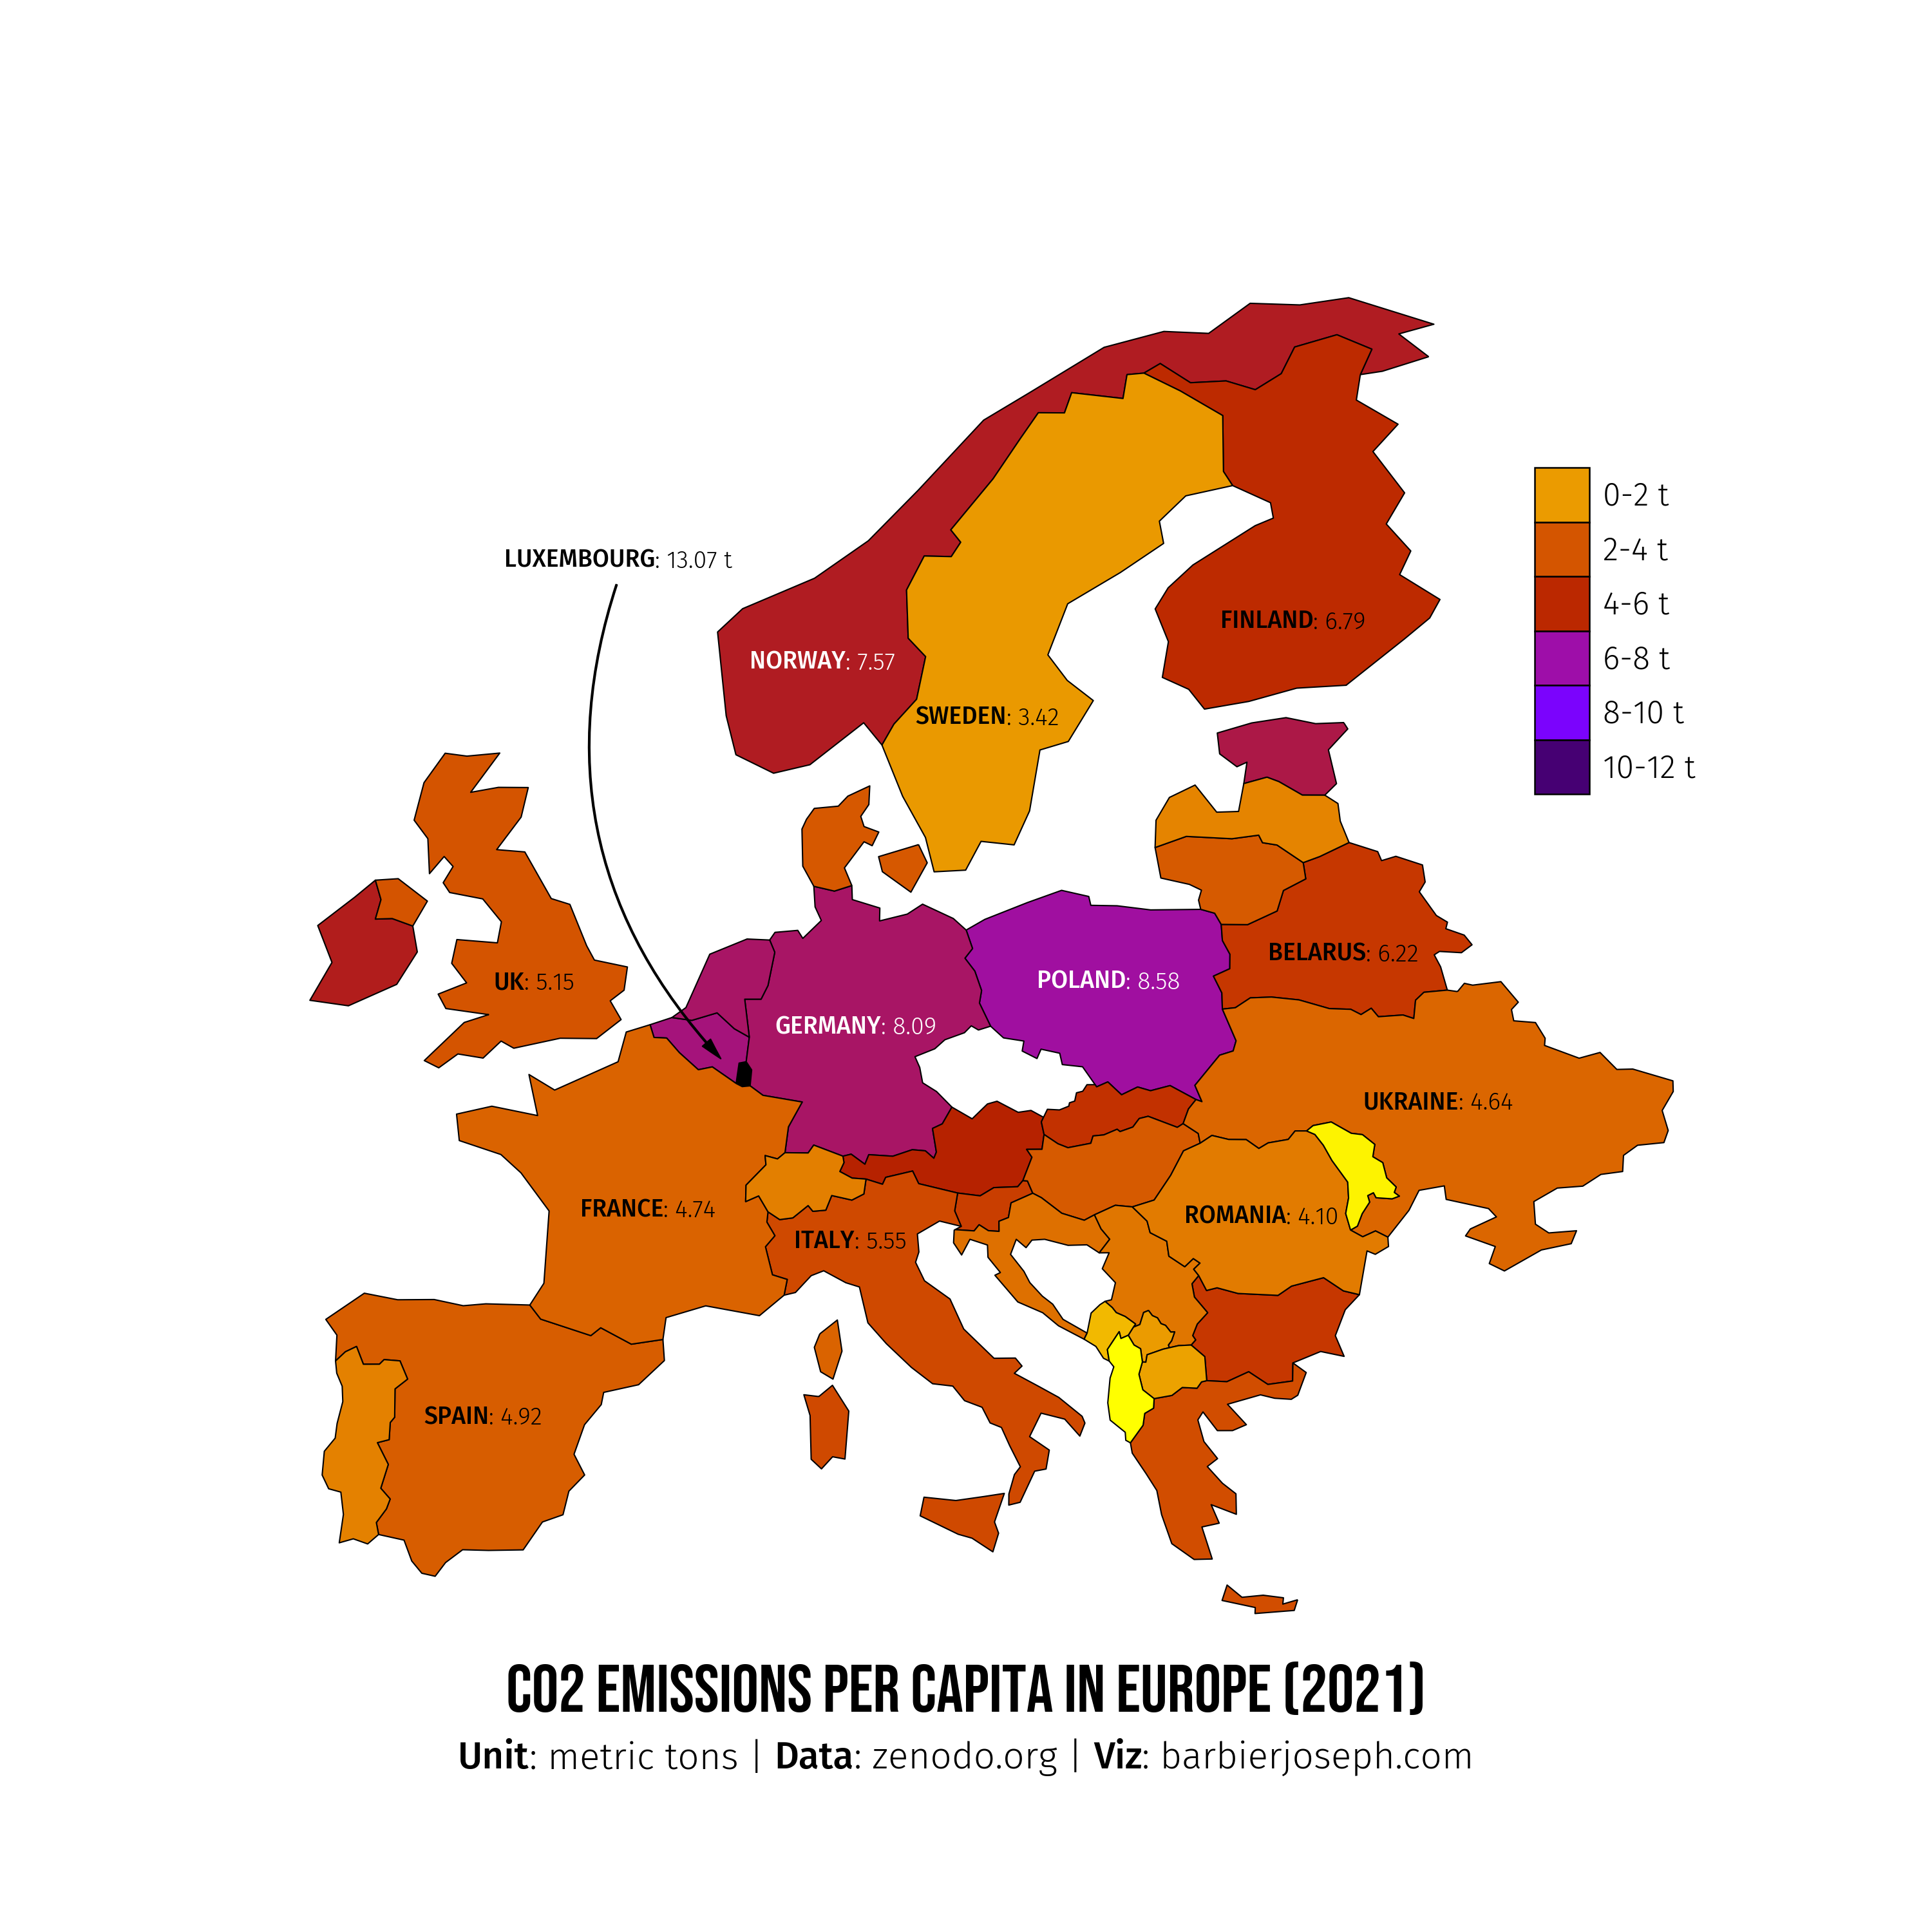 LUXEMBOURG: 13.07 t
NORWAY: 7.57
FINLAND: 6.79
SWEDEN: 3.42
0-2 t
2-4 t
4-6 t
6-8 t
8-10 t
10-12 t
UK: 5.15
BELARUS: 6.22
POLAND: 8.58
GERMANY: 8.09
UKRAINE: 4.64
FRANCE: 4.74
ROMANIA: 4.10
ITALY: 5.55
SPAIN: 4.92
CO2 EMISSIONS PER CAPITA IN EUROPE (2021)
Unit: metric tons | Data: zenodo.org | Viz: barbierjoseph.com